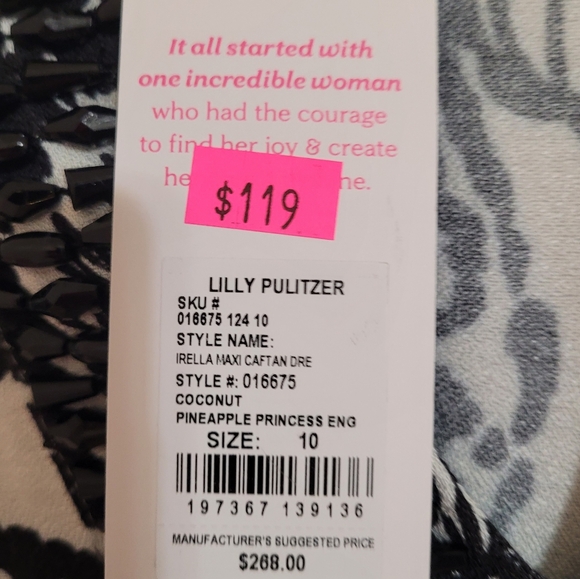 It all started with
one incredible woman
who had the courage
to find her joy & create
he ne.
$119
LILLY PULITZER
SKU #
016675 124 10
STYLE NAME:
IRELLA MAXI CAFTAN DRE
STYLE #: 016675
COCONUT
PINEAPPLE PRINCESS ENG
SIZE: 10
197367 139136
MANUFACTURER'S SUGGESTED PRICE
$268.00